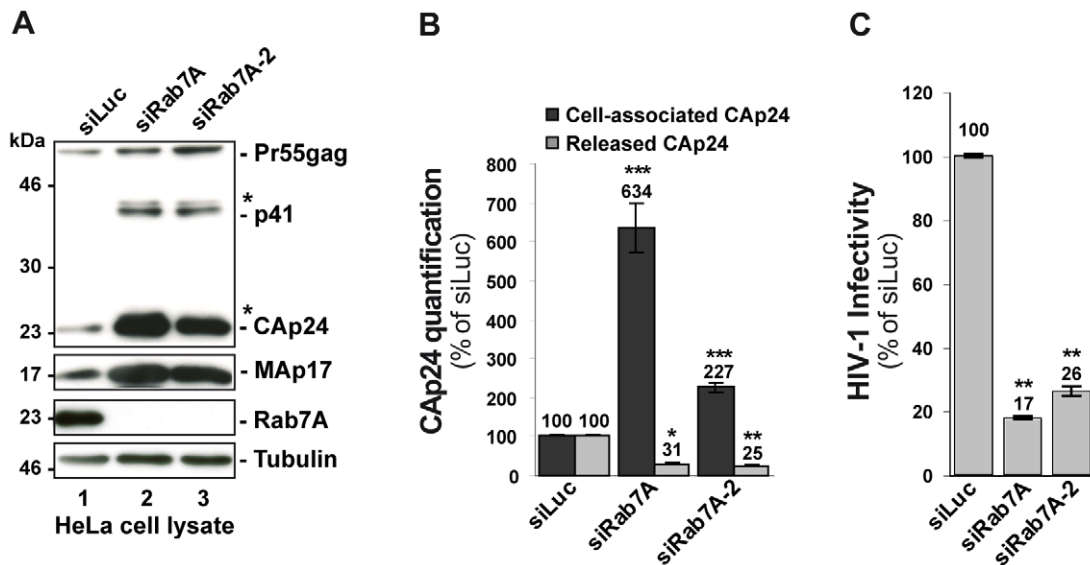 A
siLuc
siRab7A
siRab7A-2
kDa
- Pr55gag
46
*
- p41
30
*
23
- CAp24
17
- MAp17
23
- Rab7A
46
- Tubulin
1 2 3
HeLa cell lysate
B
Cell-associated CAp24
Released CAp24
CAp24 quantification
(% of siLuc)
800
700
600
500
400
300
200
100
0
100 100
***
634
*
31
***
227
**
25
siLuc
siRab7A
siRab7A-2
C
HIV-1 Infectivity
(% of siLuc)
120
100
80
60
40
20
0
100
**
17
**
26
siLuc
siRab7A
siRab7A-2